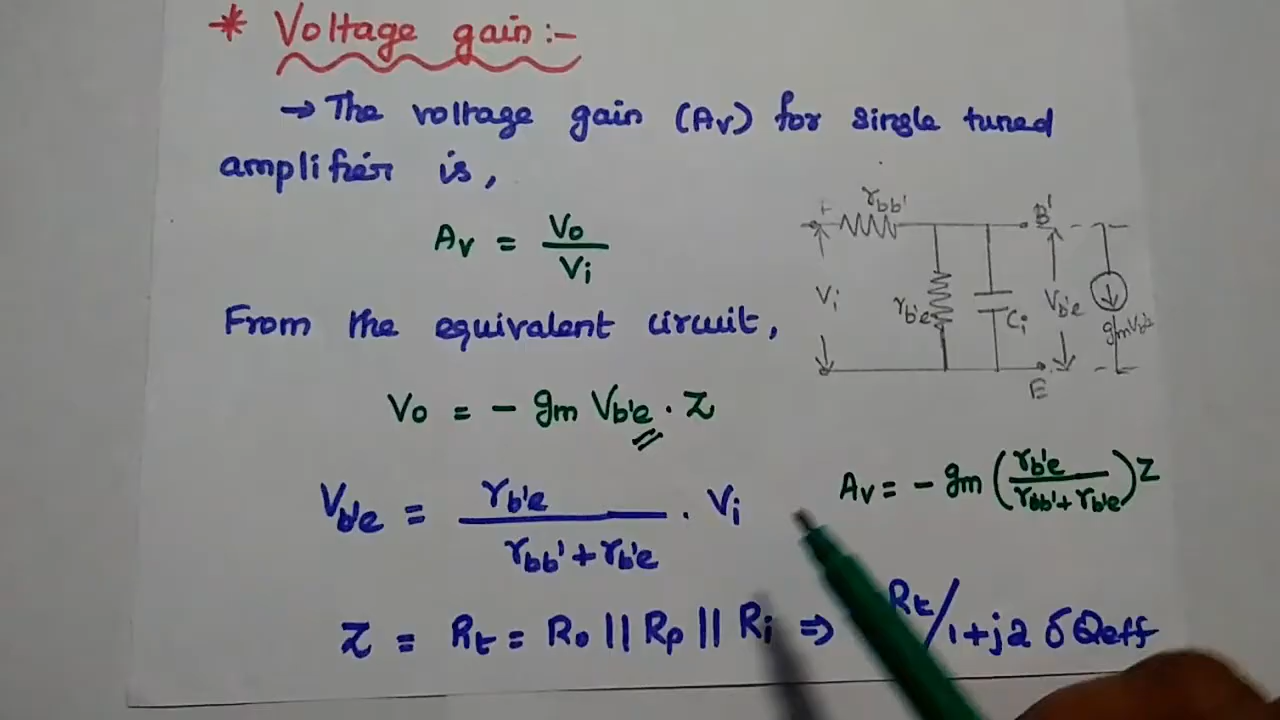 * Voltage gain:-
→ The voltage gain (Av) for single tuned
amplifier is,
Av = Vo / Vi
From the equivalent circuit,
Vo = - gm Vb'e . Z
Vb'e = rb'e / rbb' + rb'e . Vi
Z = Rt = Ro || Rp || Ri ⇒ Rt / 1+j2 δ Qeff
+ rbb' B'
Vi rb'e Ci Vb'e gmVb'e
E
Av = - gm ( rb'e / rbb' + rb'e ) Z